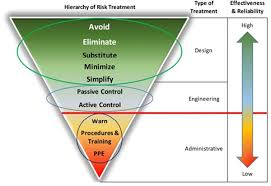 Hierarchy of Risk Treatment
Type of
Treatment
Effectiveness
& Reliability
Avoid
Eliminate
Substitute
Minimize
Simplify
Passive Control
Active Control
Warn
Procedures &
Training
PPE
Design
Engineering
Administrative
High
Low